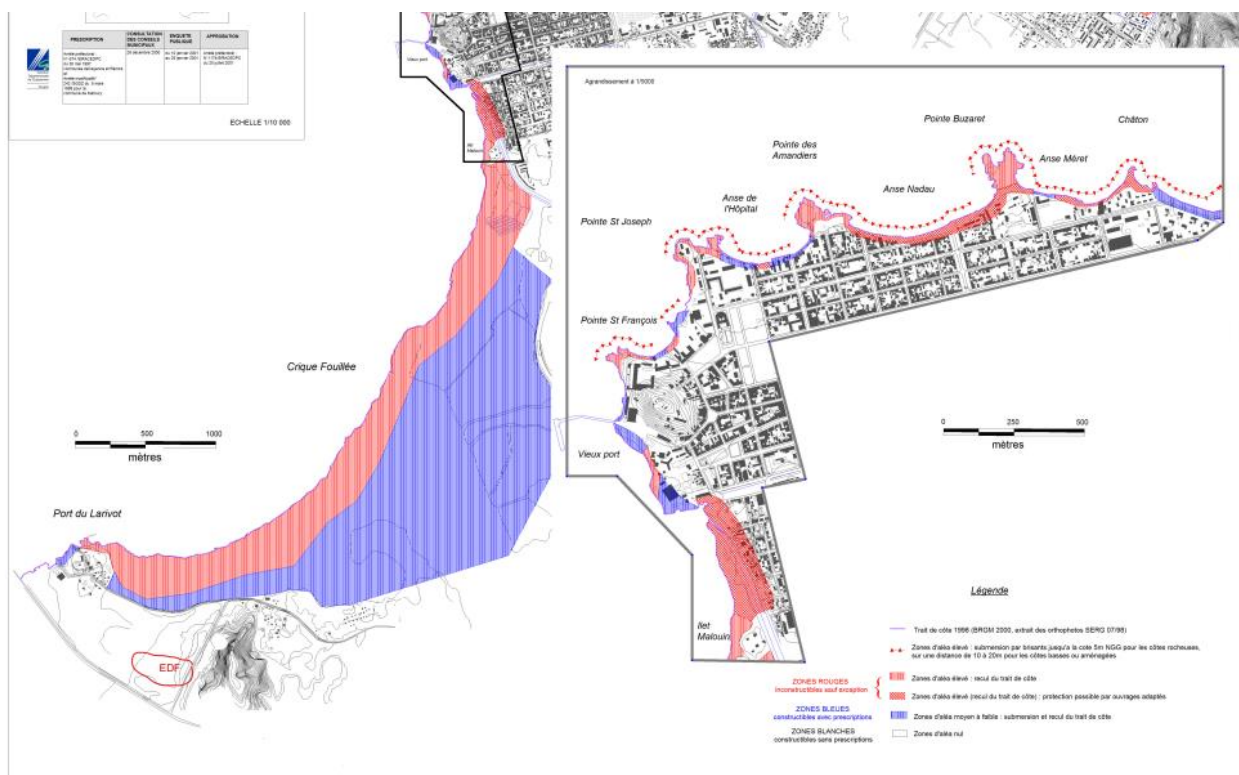 PRESCRIPTION
CONSULTATION
DES CONSEILS
MUNICIPAUX
ENQUETE
PUBLIQUE
APPROBATION
ECHELLE 1/10 000
Vieux port
Ilet
Malouin
Agrandissement à 1/5000
Pointe Buzaret
Châton
Pointe des
Amandiers
Anse Méret
Anse Nadau
Anse de
l'Hôpital
Pointe St Joseph
Pointe St François
Crique Fouillée
0 500 1000
mètres
0 250 500
mètres
Vieux port
Port du Larivot
EDF
Ilet
Malouin
Légende
Trait de côte 1998 (BRGM 2000, extrait des orthophotos SERG 07/98)
Zones d'aléa élevé : submersion par brisants jusqu'a la cote 5m NGG pour les côtes rocheuses,
sur une distance de 10 à 20m pour les côtes basses ou aménagées
ZONES ROUGES
inconstructibles sauf exception
Zones d'aléa élevé : recul du trait de côte
Zones d'aléa élevé (recul du trait de côte) : protection possible par ouvrages adaptés
ZONES BLEUES
constructibles avec prescriptions
Zones d'aléa moyen à faible : submersion et recul du trait de côte
ZONES BLANCHES
constructibles sans prescriptions
Zones d'aléa nul